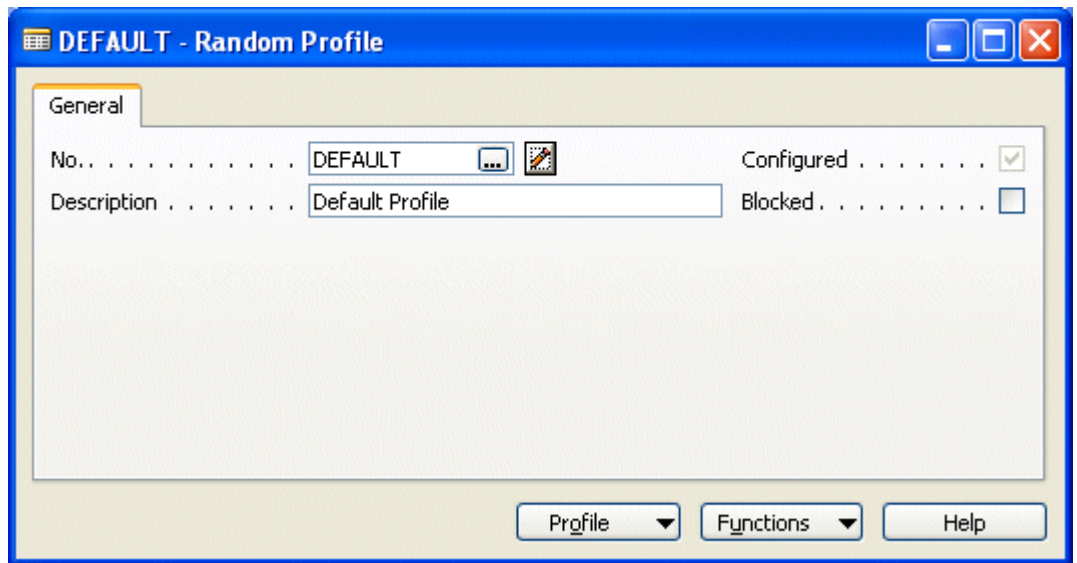 DEFAULT - Random Profile
General
No.. . . . . . . . . . . DEFAULT ... Configured . . . . . . .
Description . . . . . . . Default Profile Blocked . . . . . . . . .
Profile Functions Help